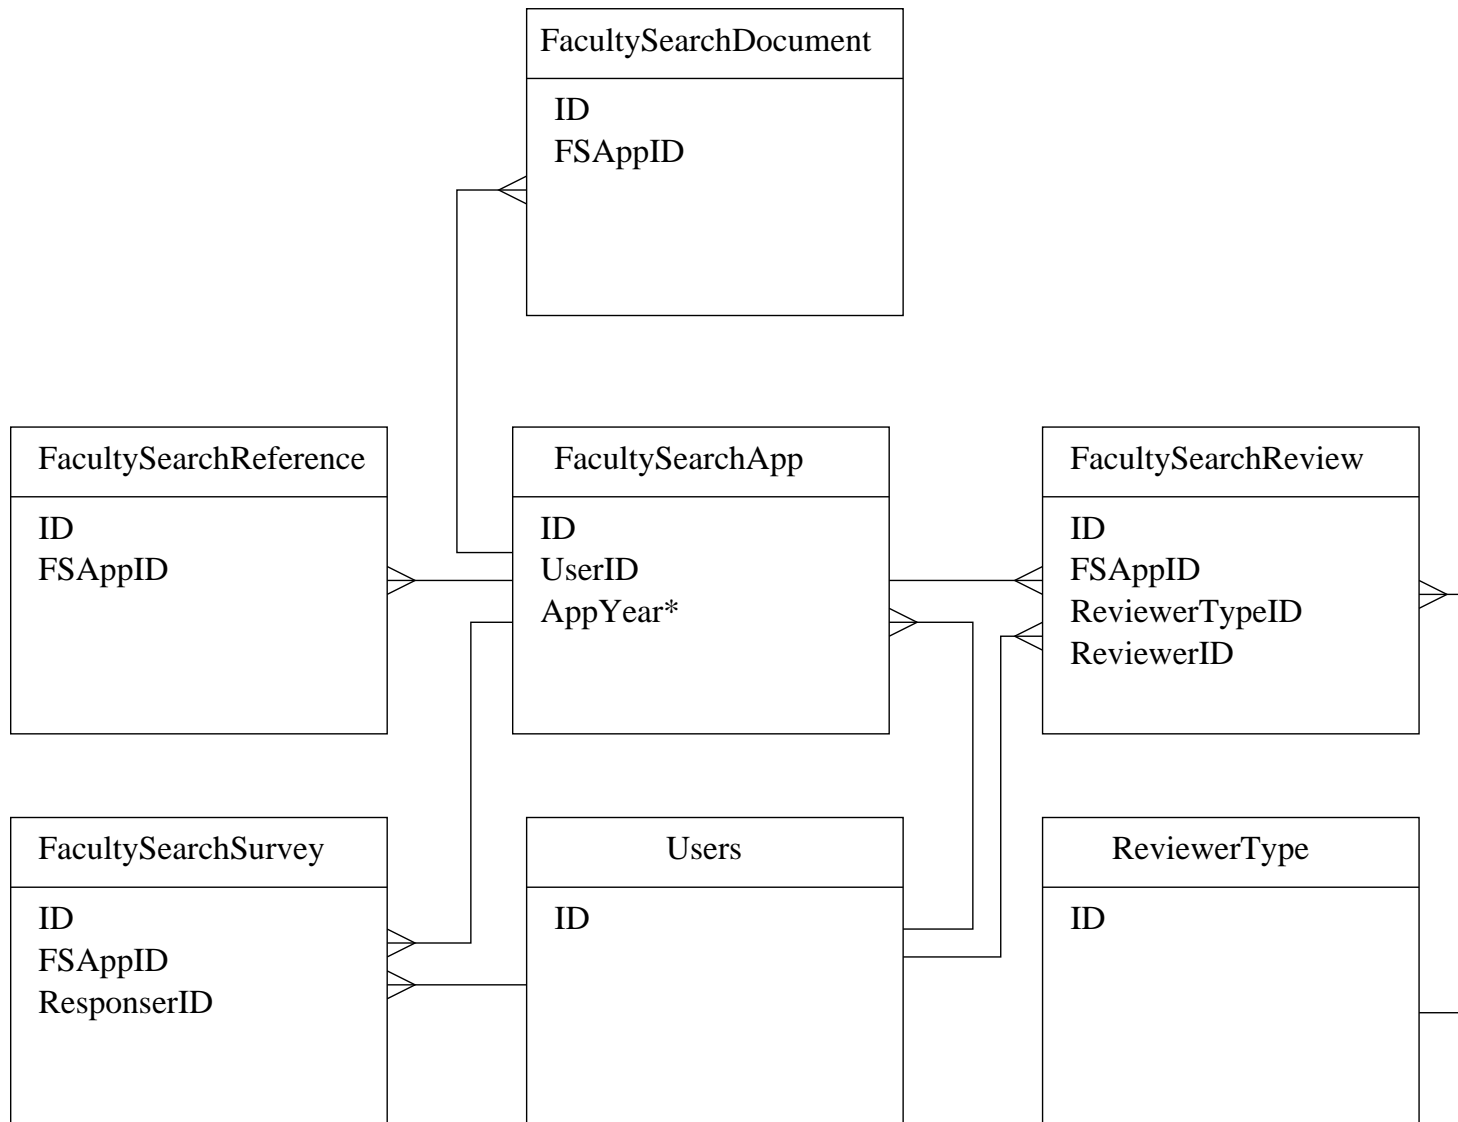 FacultySearchDocument
ID
FSAppID
FacultySearchReference
ID
FSAppID
FacultySearchApp
ID
UserID
AppYear*
FacultySearchReview
ID
FSAppID
ReviewerTypeID
ReviewerID
FacultySearchSurvey
ID
FSAppID
ResponserID
Users
ID
ReviewerType
ID